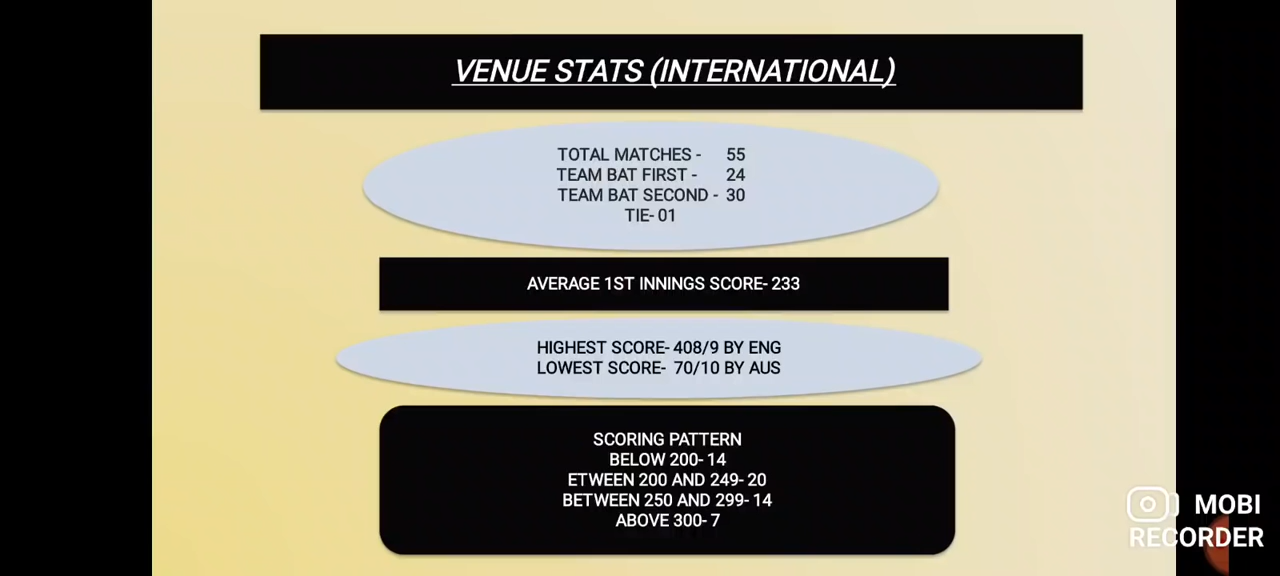 VENUE STATS (INTERNATIONAL)
TOTAL MATCHES - 55
TEAM BAT FIRST - 24
TEAM BAT SECOND - 30
TIE- 01
AVERAGE 1ST INNINGS SCORE- 233
HIGHEST SCORE- 408/9 BY ENG
LOWEST SCORE- 70/10 BY AUS
SCORING PATTERN
BELOW 200- 14
ETWEEN 200 AND 249- 20
BETWEEN 250 AND 299- 14
ABOVE 300- 7
MOBI
RECORDER